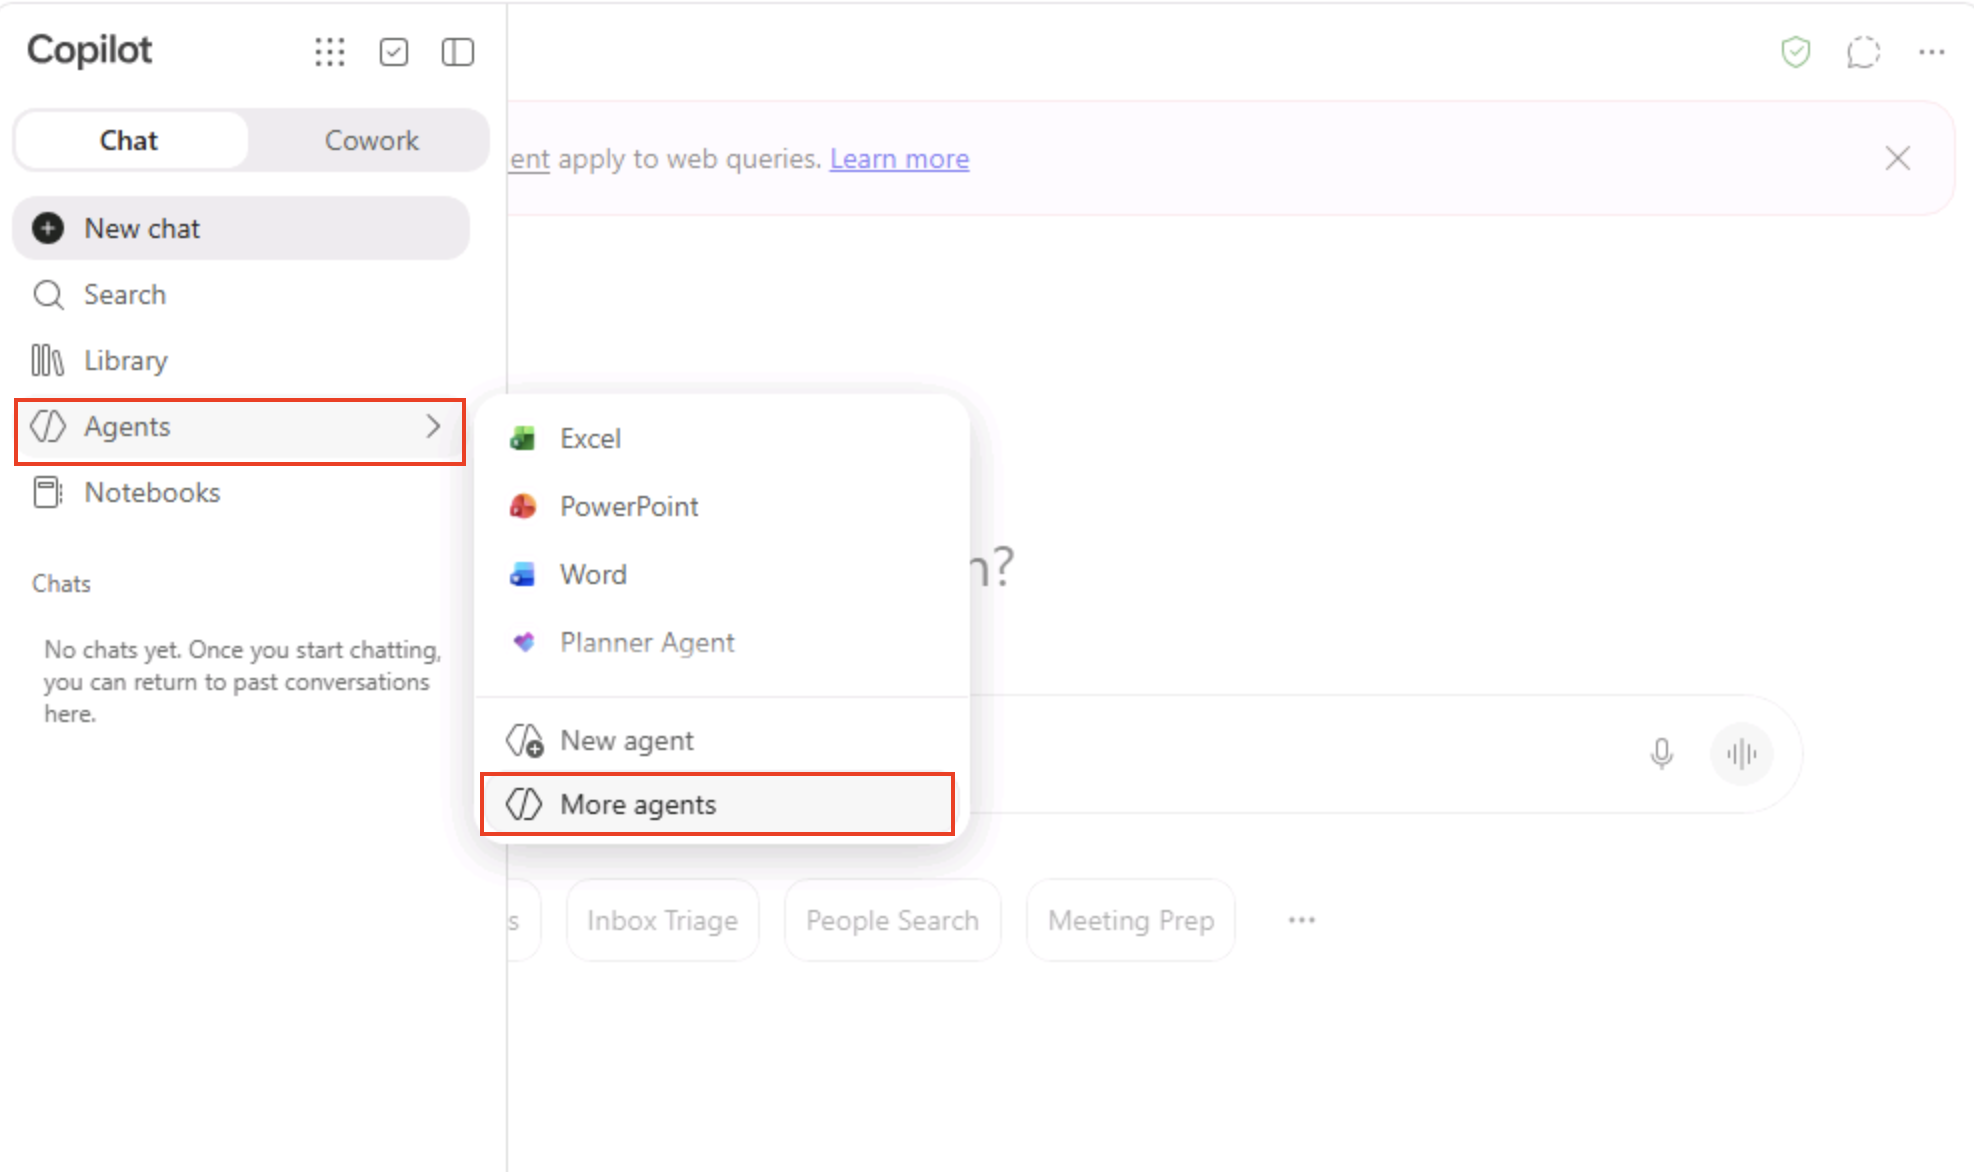 Copilot
Chat
Cowork
New chat
Search
Library
Agents
Notebooks
Chats
No chats yet. Once you start chatting,
you can return to past conversations
here.
ent apply to web queries. Learn more
Excel
PowerPoint
Word
Planner Agent
New agent
More agents
n?
s
Inbox Triage
People Search
Meeting Prep